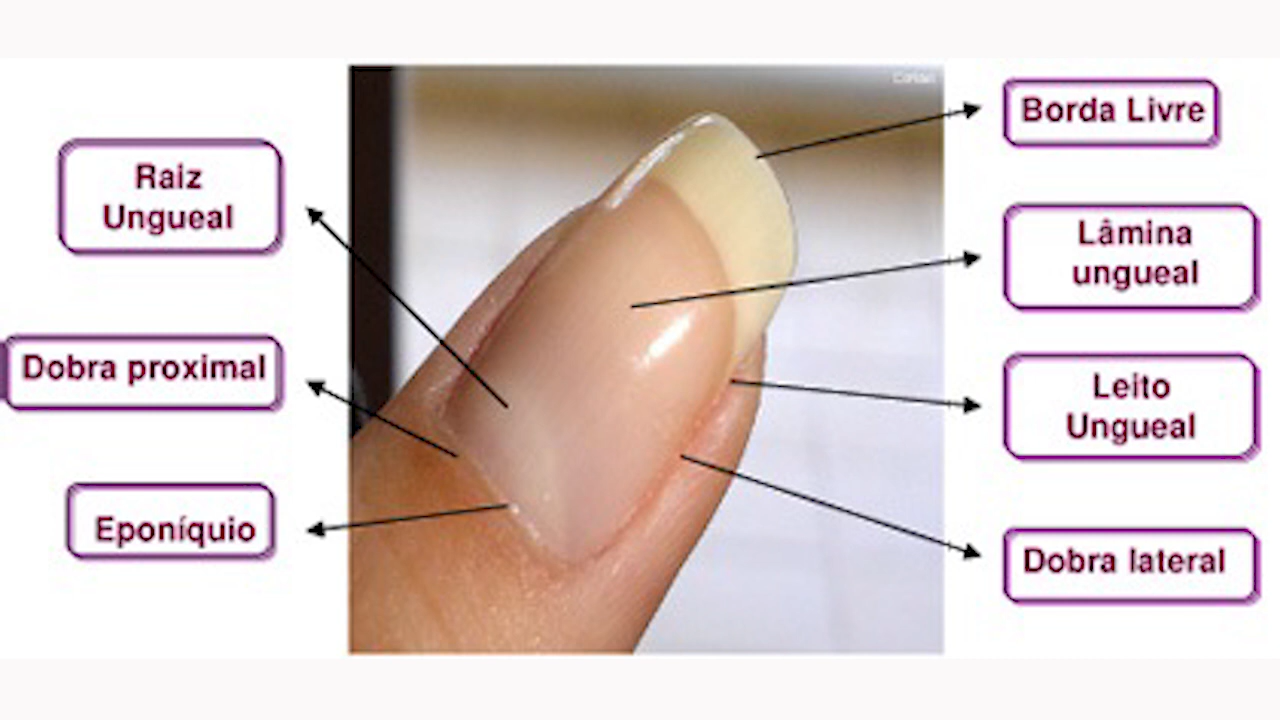 Raiz
Ungueal
Dobra proximal
Eponíquio
Borda Livre
Lâmina
ungueal
Leito
Ungueal
Dobra lateral